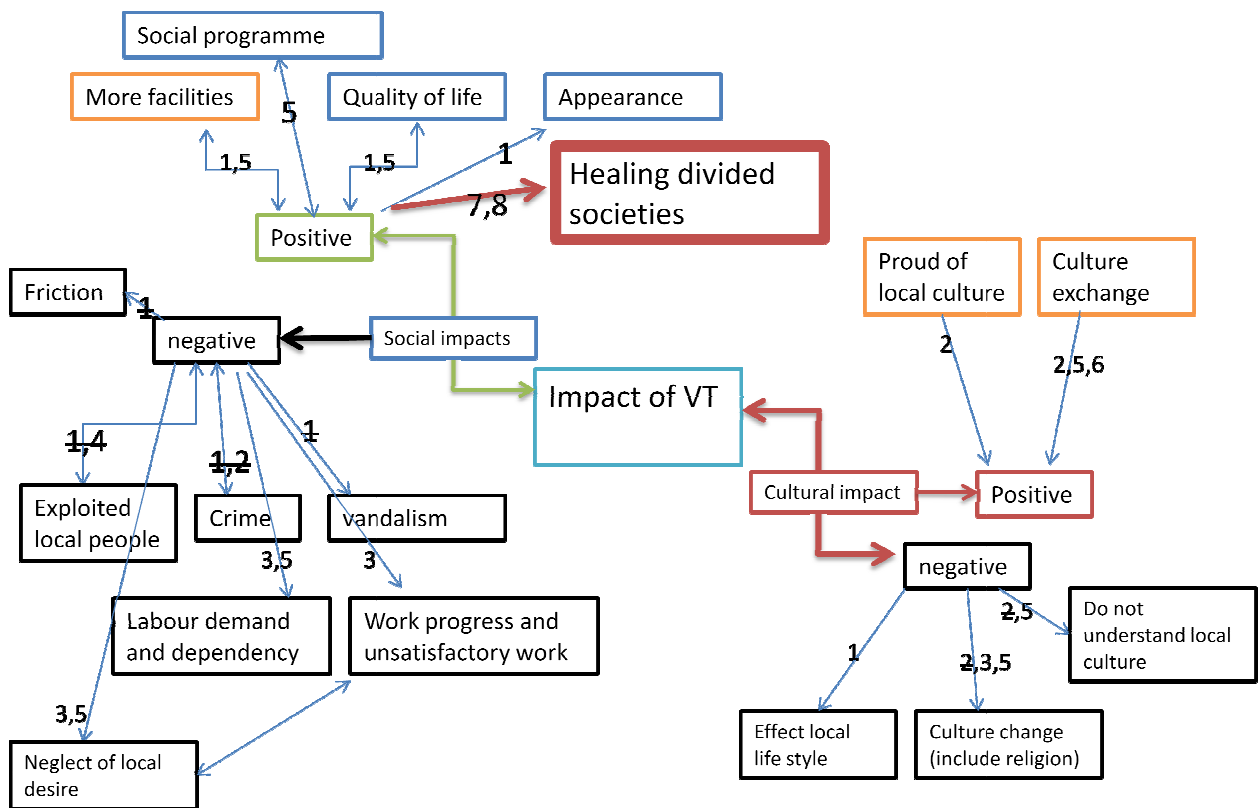 Social programme
More facilities
Quality of life
Appearance
5
1,5
1,5
1
7,8
Healing divided
societies
Positive
Friction
1
negative
Social impacts
Impact of VT
Proud of
local culture
Culture
exchange
2
2,5,6
Cultural impact
Positive
1,4
1,2
1
Exploited
local people
Crime
vandalism
3,5
3
Labour demand
and dependency
Work progress and
unsatisfactory work
3,5
Neglect of local
desire
negative
2,5
Do not
understand local
culture
1
2,3,5
Effect local
life style
Culture change
(include religion)